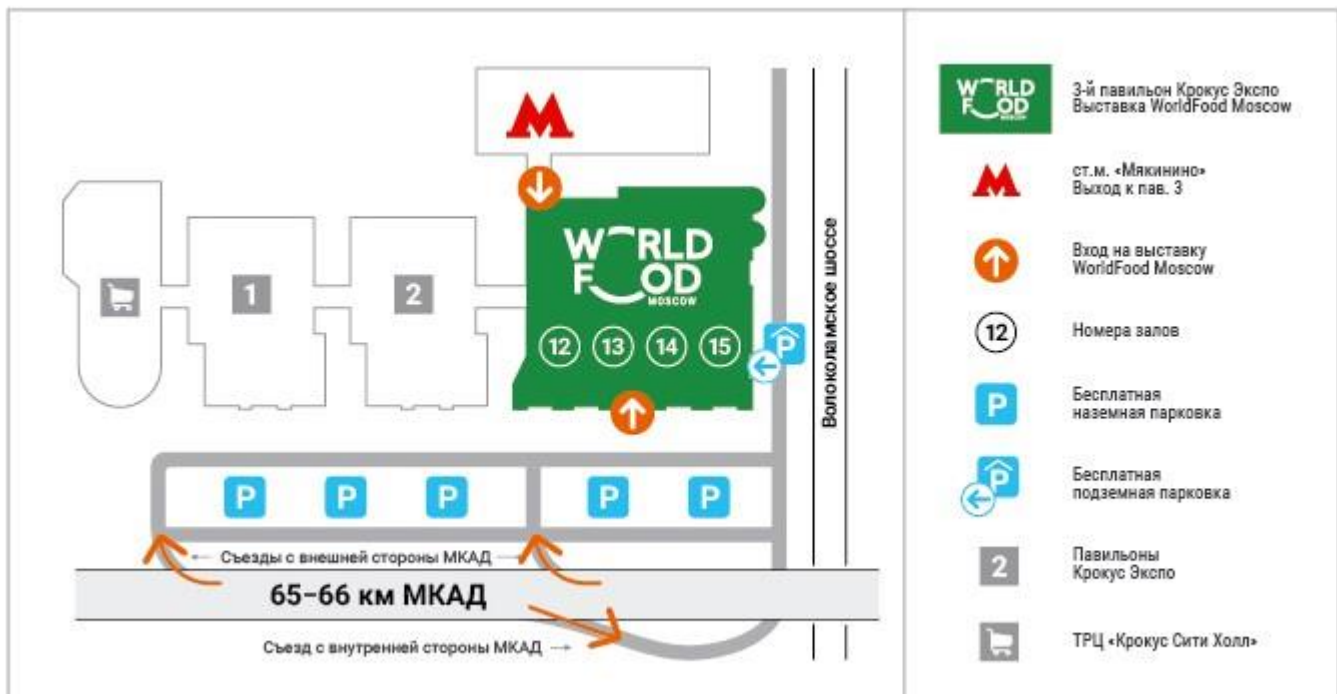 WORLD
FOOD
MOSCOW
12 13 14 15
1
2
P
P P P P P
Волоколамское шоссе
Съезды с внешней стороны МКАД
65–66 км МКАД
Съезд с внутренней стороны МКАД
WORLD
FOOD
MOSCOW
3-й павильон Крокус Экспо
Выставка WorldFood Moscow
М
ст.м. «Мякинино»
Выход к пав. 3
Вход на выставку
WorldFood Moscow
12
Номера залов
P
Бесплатная
наземная парковка
P
Бесплатная
подземная парковка
2
Павильоны
Крокус Экспо
ТРЦ «Крокус Сити Холл»